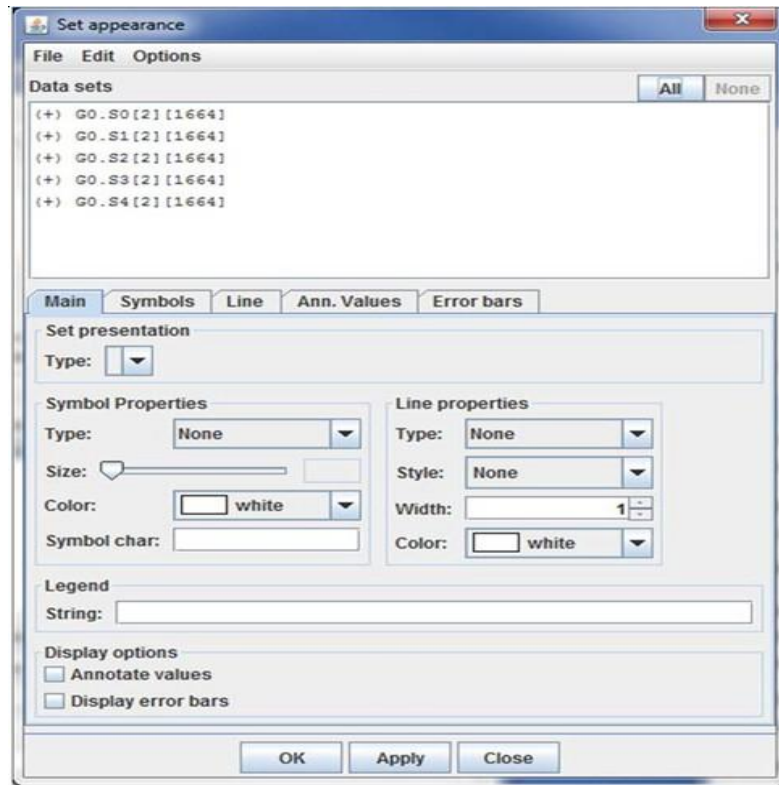 Set appearance
File Edit Options
Data sets All None
(+) G0.S0[2][1664]
(+) G0.S1[2][1664]
(+) G0.S2[2][1664]
(+) G0.S3[2][1664]
(+) G0.S4[2][1664]
Main Symbols Line Ann. Values Error bars
Set presentation
Type:
Symbol Properties
Type: None
Size:
Color: white
Symbol char:
Line properties
Type: None
Style: None
Width: 1
Color: white
Legend
String:
Display options
Annotate values
Display error bars
OK Apply Close